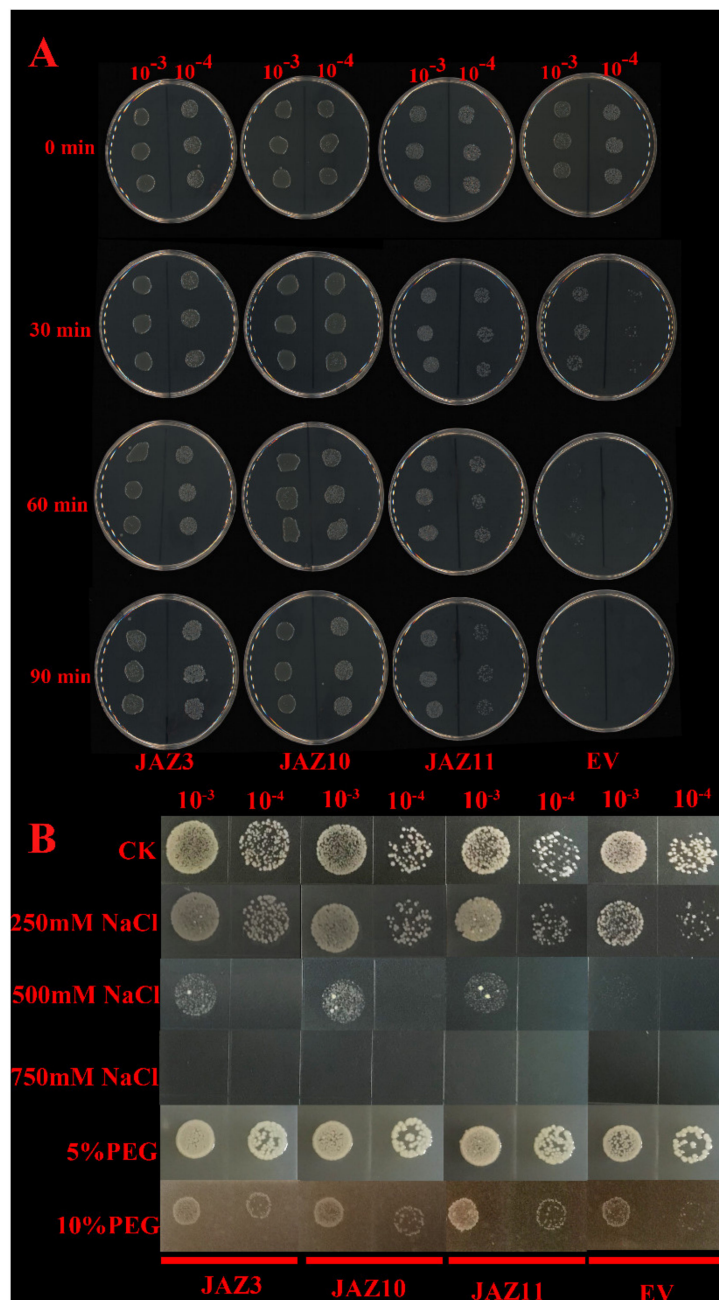 A
10-3 10-4 10-3 10-4 10-3 10-4 10-3 10-4
0 min
30 min
60 min
90 min
JAZ3 JAZ10 JAZ11 EV
B
10-3 10-4 10-3 10-4 10-3 10-4 10-3 10-4
CK
250mM NaCl
500mM NaCl
750mM NaCl
5%PEG
10%PEG
JAZ3 JAZ10 JAZ11 EV